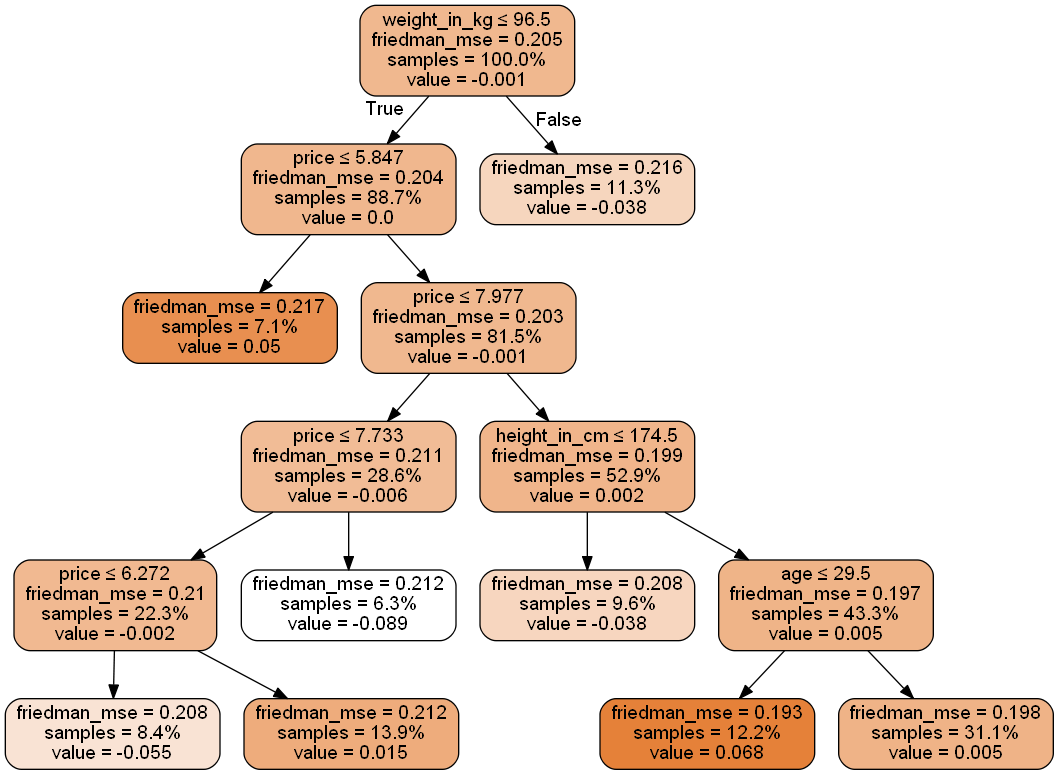 weight_in_kg ≤ 96.5
friedman_mse = 0.205
samples = 100.0%
value = -0.001
True
False
price ≤ 5.847
friedman_mse = 0.204
samples = 88.7%
value = 0.0
friedman_mse = 0.216
samples = 11.3%
value = -0.038
friedman_mse = 0.217
samples = 7.1%
value = 0.05
price ≤ 7.977
friedman_mse = 0.203
samples = 81.5%
value = -0.001
price ≤ 7.733
friedman_mse = 0.211
samples = 28.6%
value = -0.006
height_in_cm ≤ 174.5
friedman_mse = 0.199
samples = 52.9%
value = 0.002
price ≤ 6.272
friedman_mse = 0.21
samples = 22.3%
value = -0.002
friedman_mse = 0.212
samples = 6.3%
value = -0.089
friedman_mse = 0.208
samples = 9.6%
value = -0.038
age ≤ 29.5
friedman_mse = 0.197
samples = 43.3%
value = 0.005
friedman_mse = 0.208
samples = 8.4%
value = -0.055
friedman_mse = 0.212
samples = 13.9%
value = 0.015
friedman_mse = 0.193
samples = 12.2%
value = 0.068
friedman_mse = 0.198
samples = 31.1%
value = 0.005